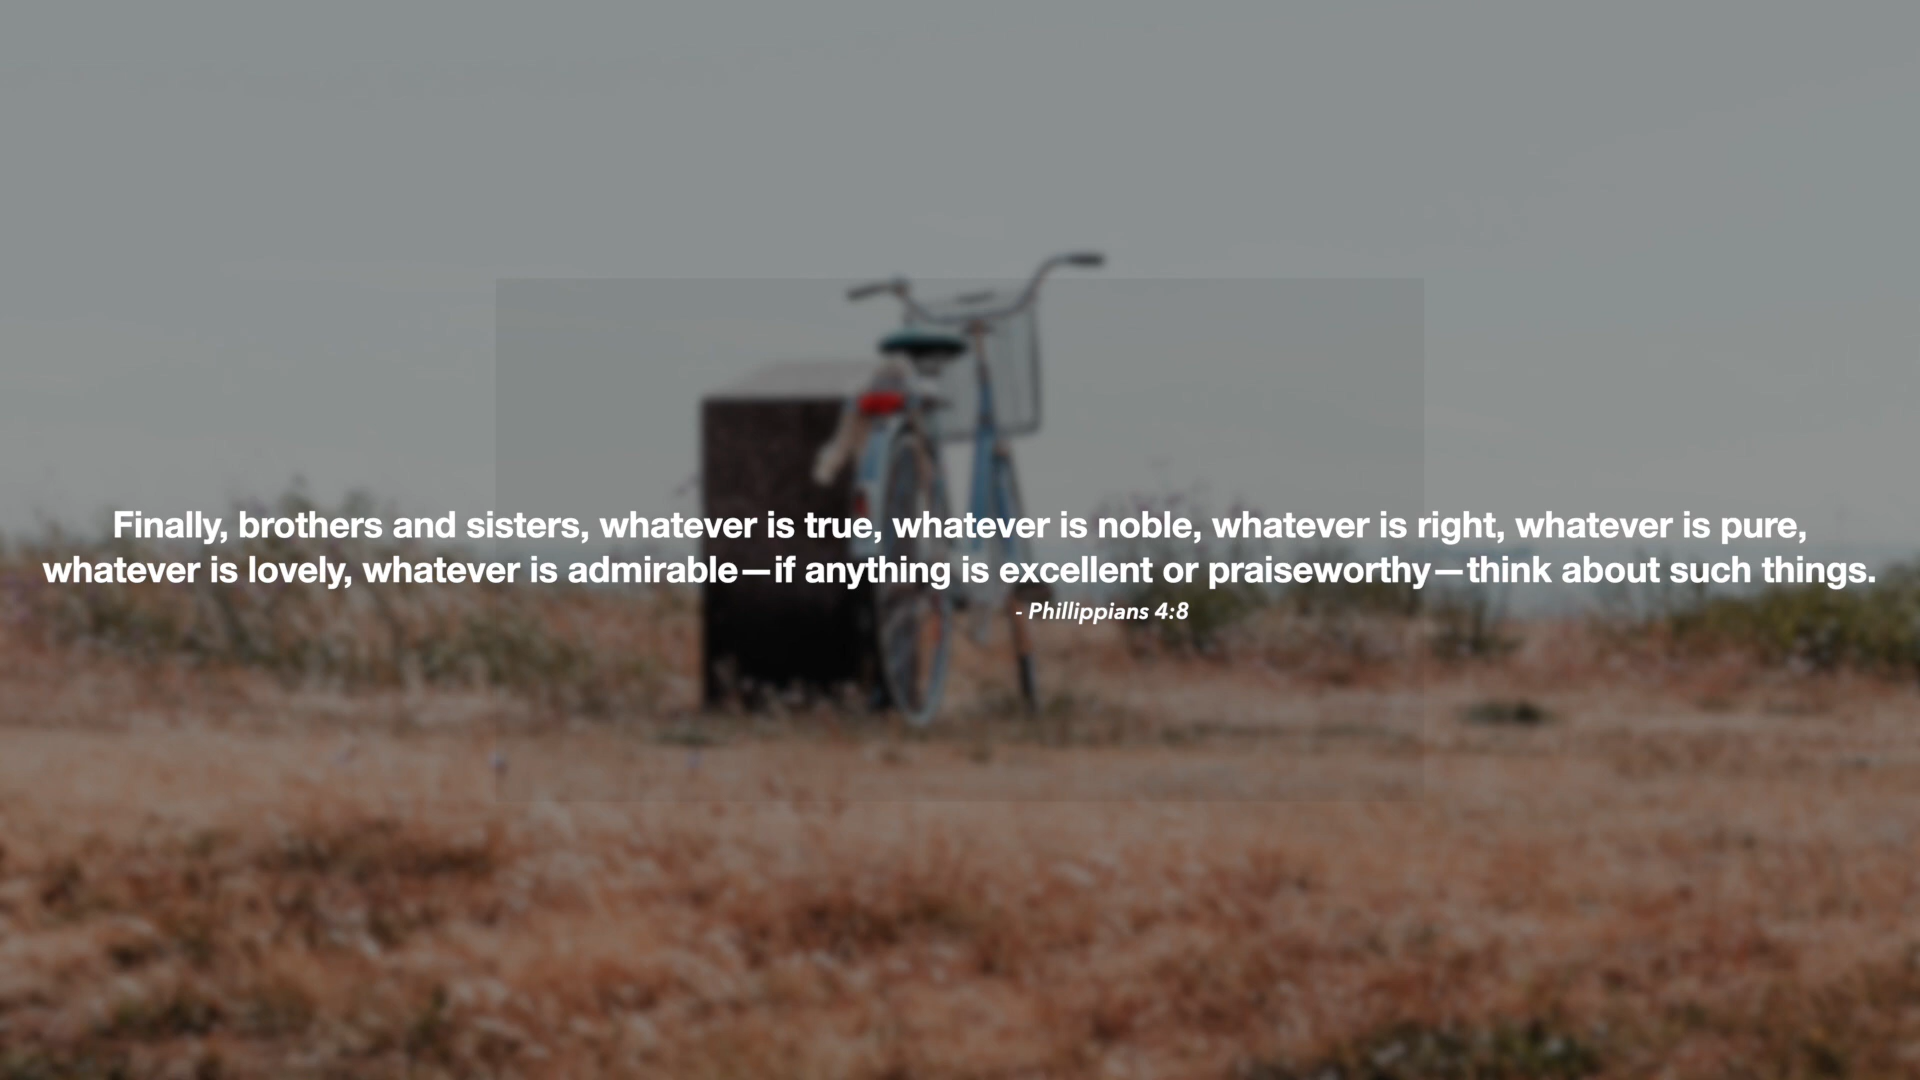 Finally, brothers and sisters, whatever is true, whatever is noble, whatever is right, whatever is pure,
whatever is lovely, whatever is admirable—if anything is excellent or praiseworthy—think about such things.
- Phillippians 4:8